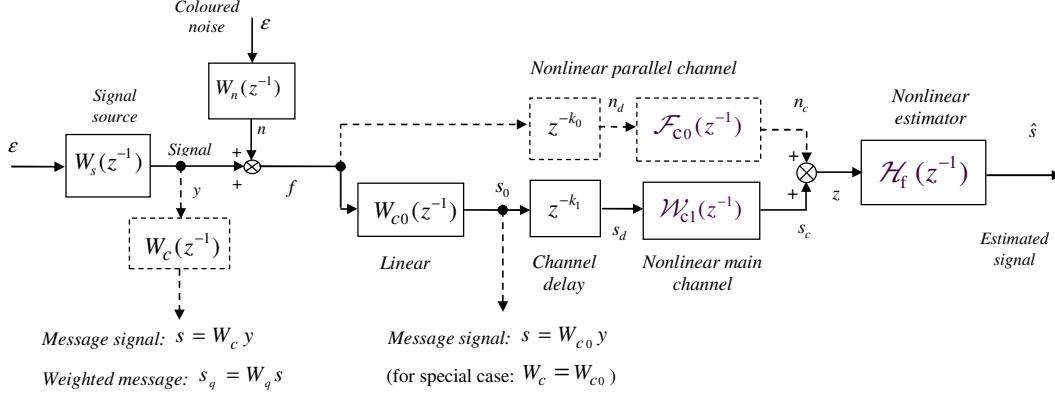 Coloured
noise
ε
Nonlinear parallel channel
Nonlinear
estimator
Signal
source
W_n(z^{-1})
n
n_d
n_c
z^{-k_0}
ℱ_{c0}(z^{-1})
ŝ
ε
W_s(z^{-1})
Signal
y
+
+
f
+
+
z
ℋ_f(z^{-1})
W_{c0}(z^{-1})
s_0
z^{-k_1}
s_d
𝒲_{c1}(z^{-1})
s_c
W_c(z^{-1})
Linear
Channel
delay
Nonlinear main
channel
Estimated
signal
Message signal: s = W_c y
Weighted message: s_q = W_q s
Message signal: s = W_{c0} y
(for special case: W_c = W_{c0})